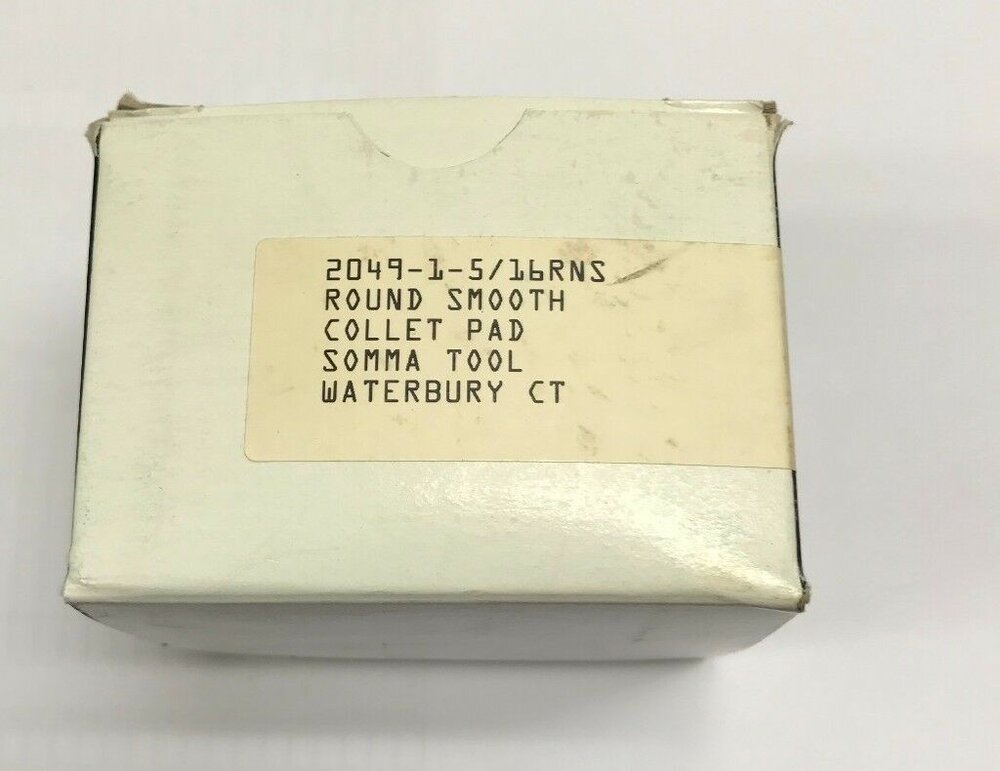 2049-1-5/16RNS
ROUND SMOOTH
COLLET PAD
SOMMA TOOL
WATERBURY CT